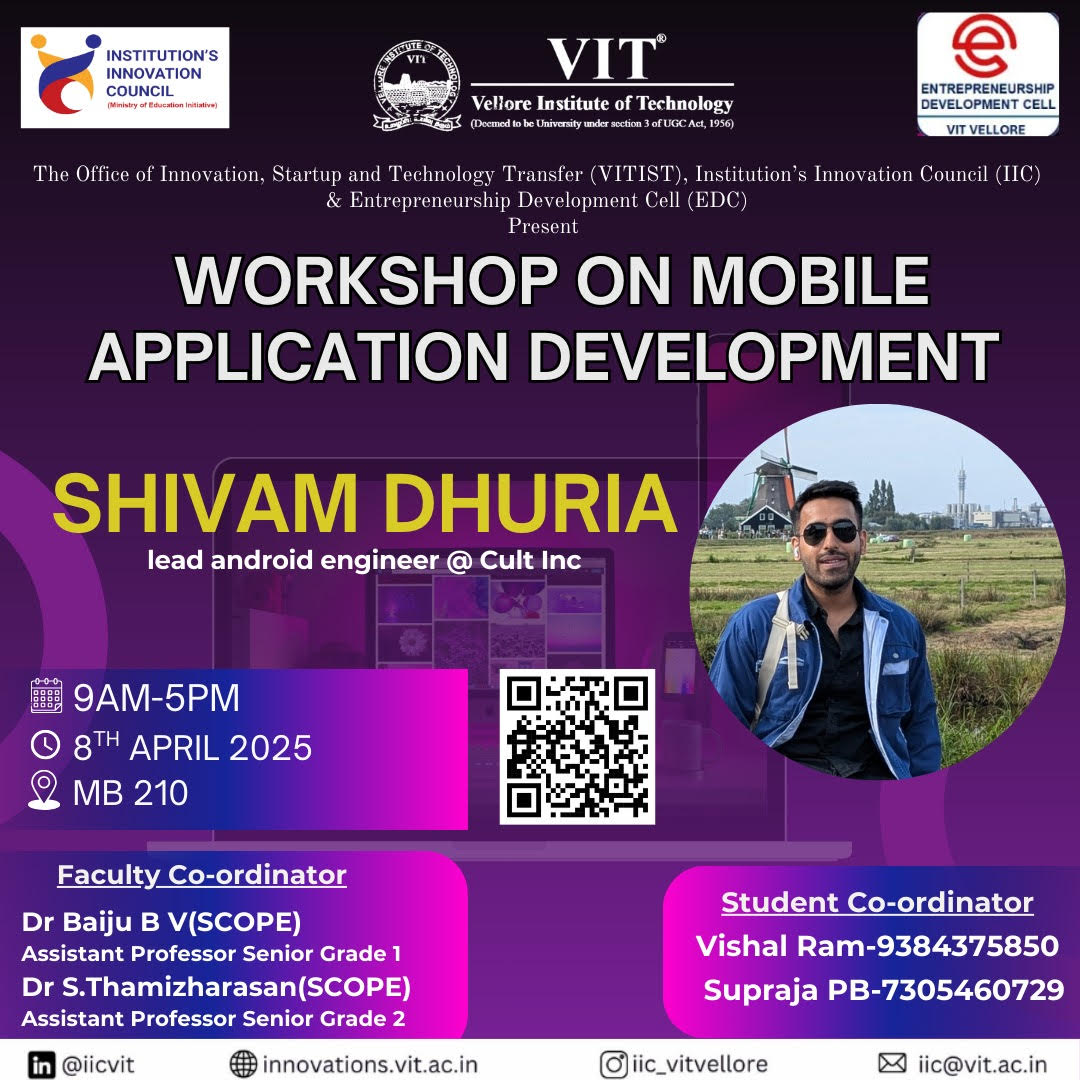 INSTITUTION'S
INNOVATION
COUNCIL
(Ministry of Education Initiative)
VIT
VIT®
Vellore Institute of Technology
(Deemed to be University under section 3 of UGC Act, 1956)
ENTREPRENEURSHIP
DEVELOPMENT CELL
VIT VELLORE
The Office of Innovation, Startup and Technology Transfer (VITIST), Institution's Innovation Council (IIC)
& Entrepreneurship Development Cell (EDC)
Present
WORKSHOP ON MOBILE
APPLICATION DEVELOPMENT
SHIVAM DHURIA
lead android engineer @ Cult Inc
9AM-5PM
8TH APRIL 2025
MB 210
Faculty Co-ordinator
Dr Baiju B V(SCOPE)
Assistant Professor Senior Grade 1
Dr S.Thamizharasan(SCOPE)
Assistant Professor Senior Grade 2
Student Co-ordinator
Vishal Ram-9384375850
Supraja PB-7305460729
@iicvit
innovations.vit.ac.in
iic_vitvellore
iic@vit.ac.in